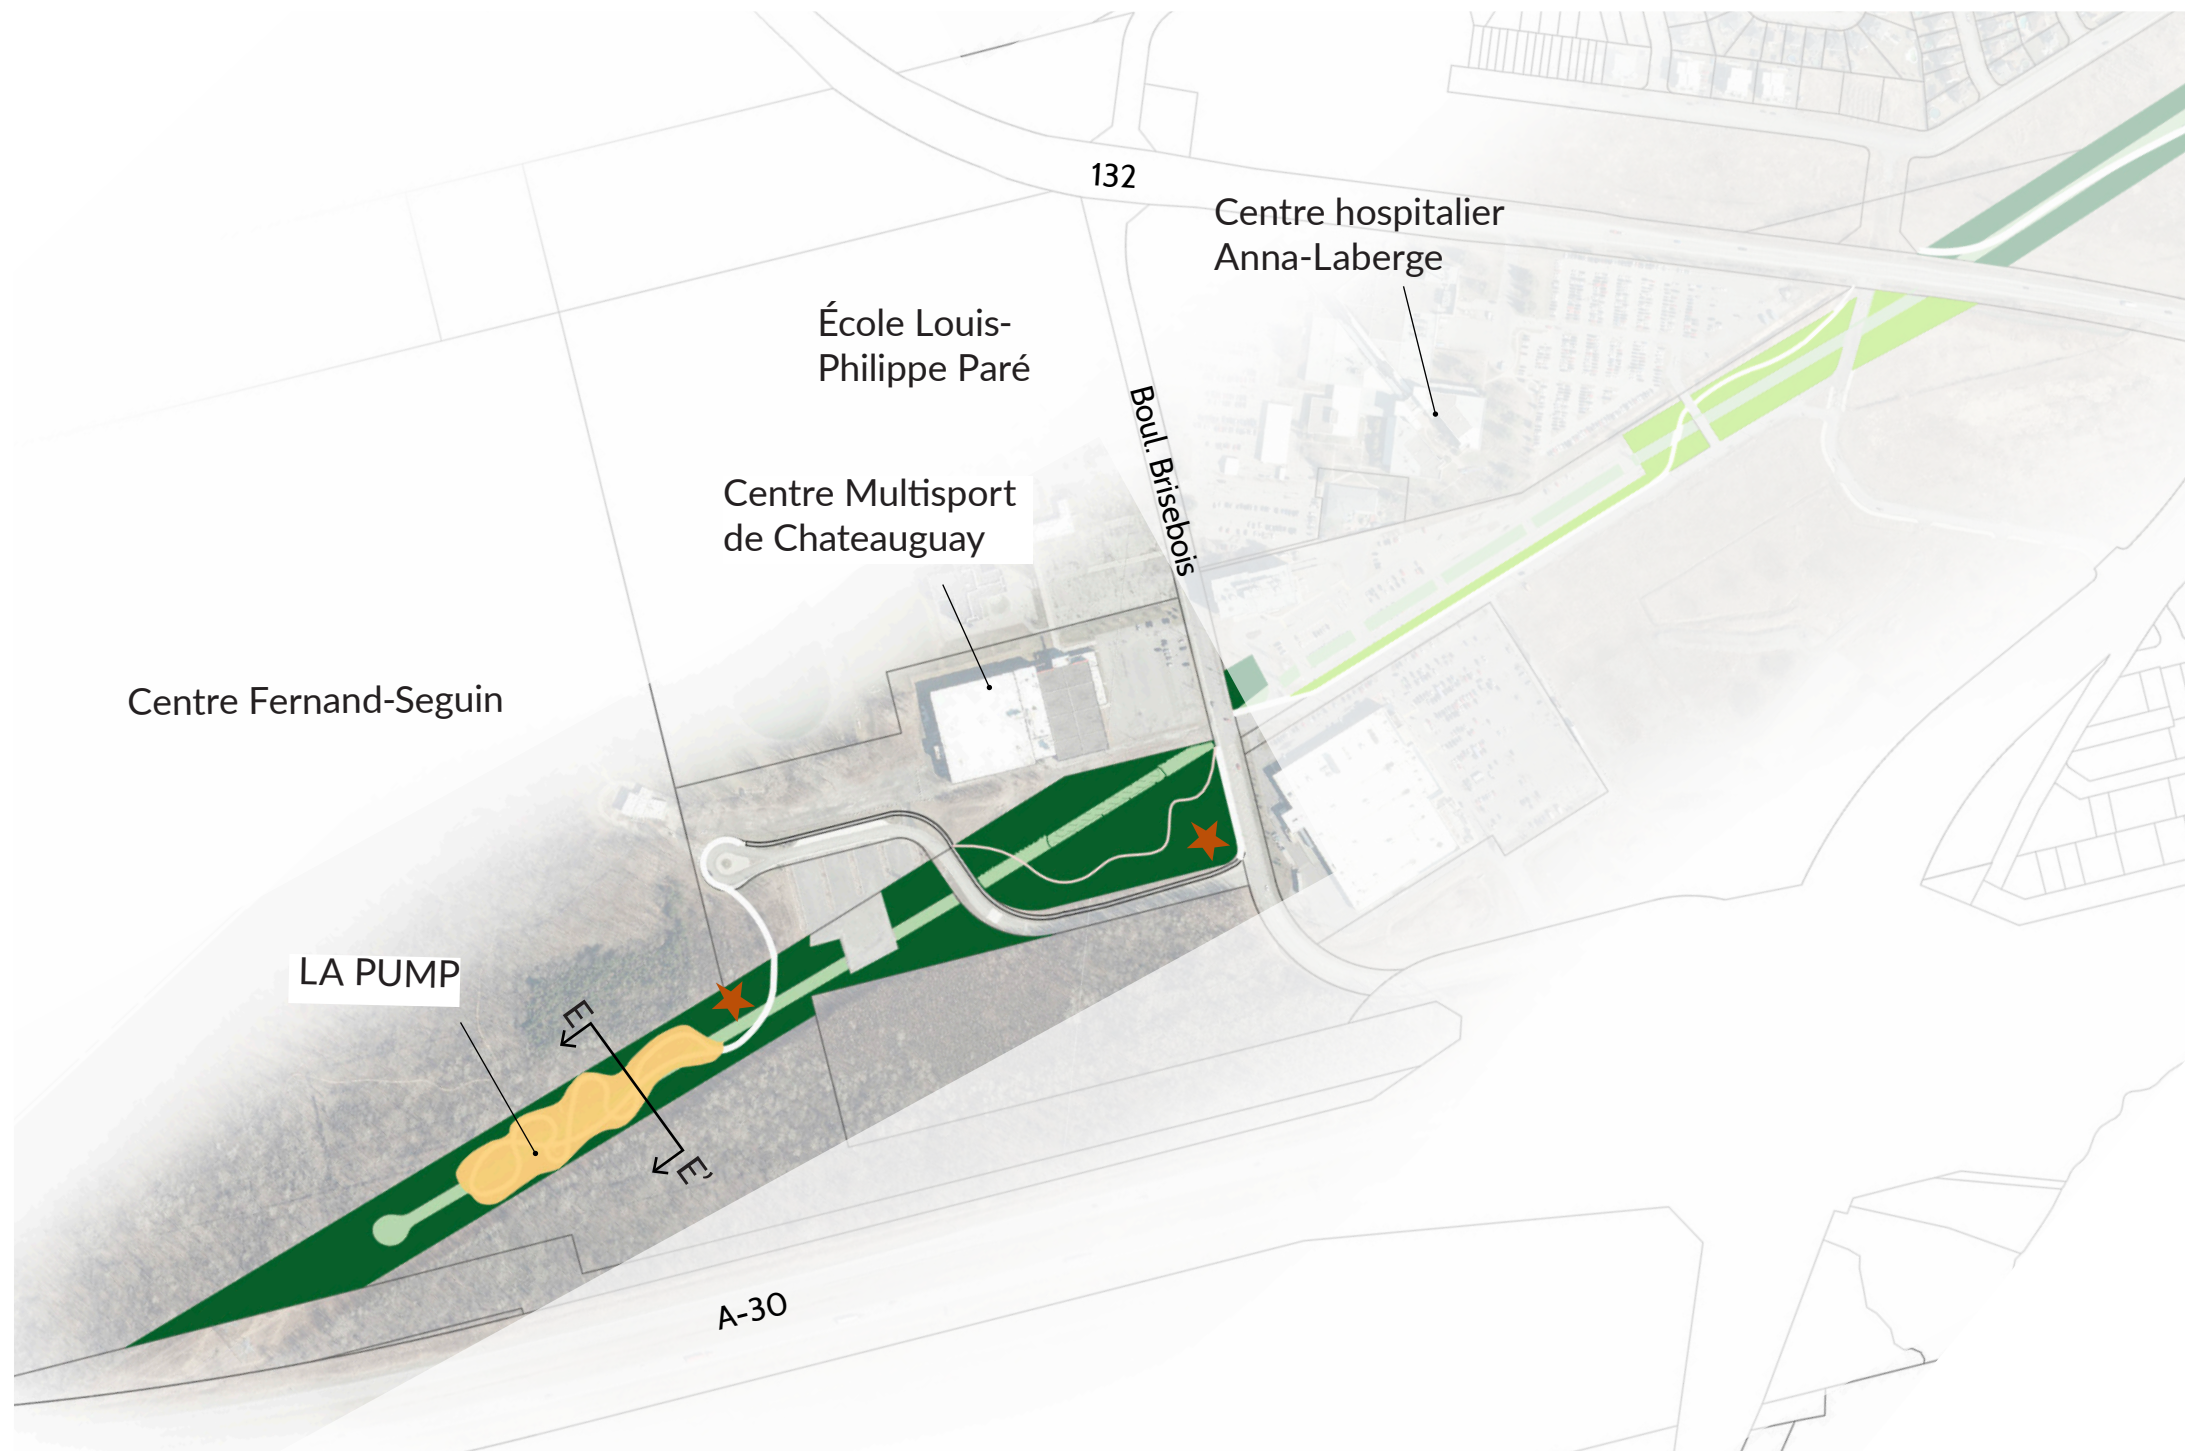 132
Centre hospitalier
Anna-Laberge
École Louis-
Philippe Paré
Boul. Brisebois
Centre Multisport
de Chateauguay
Centre Fernand-Seguin
LA PUMP
E
E’
A-30